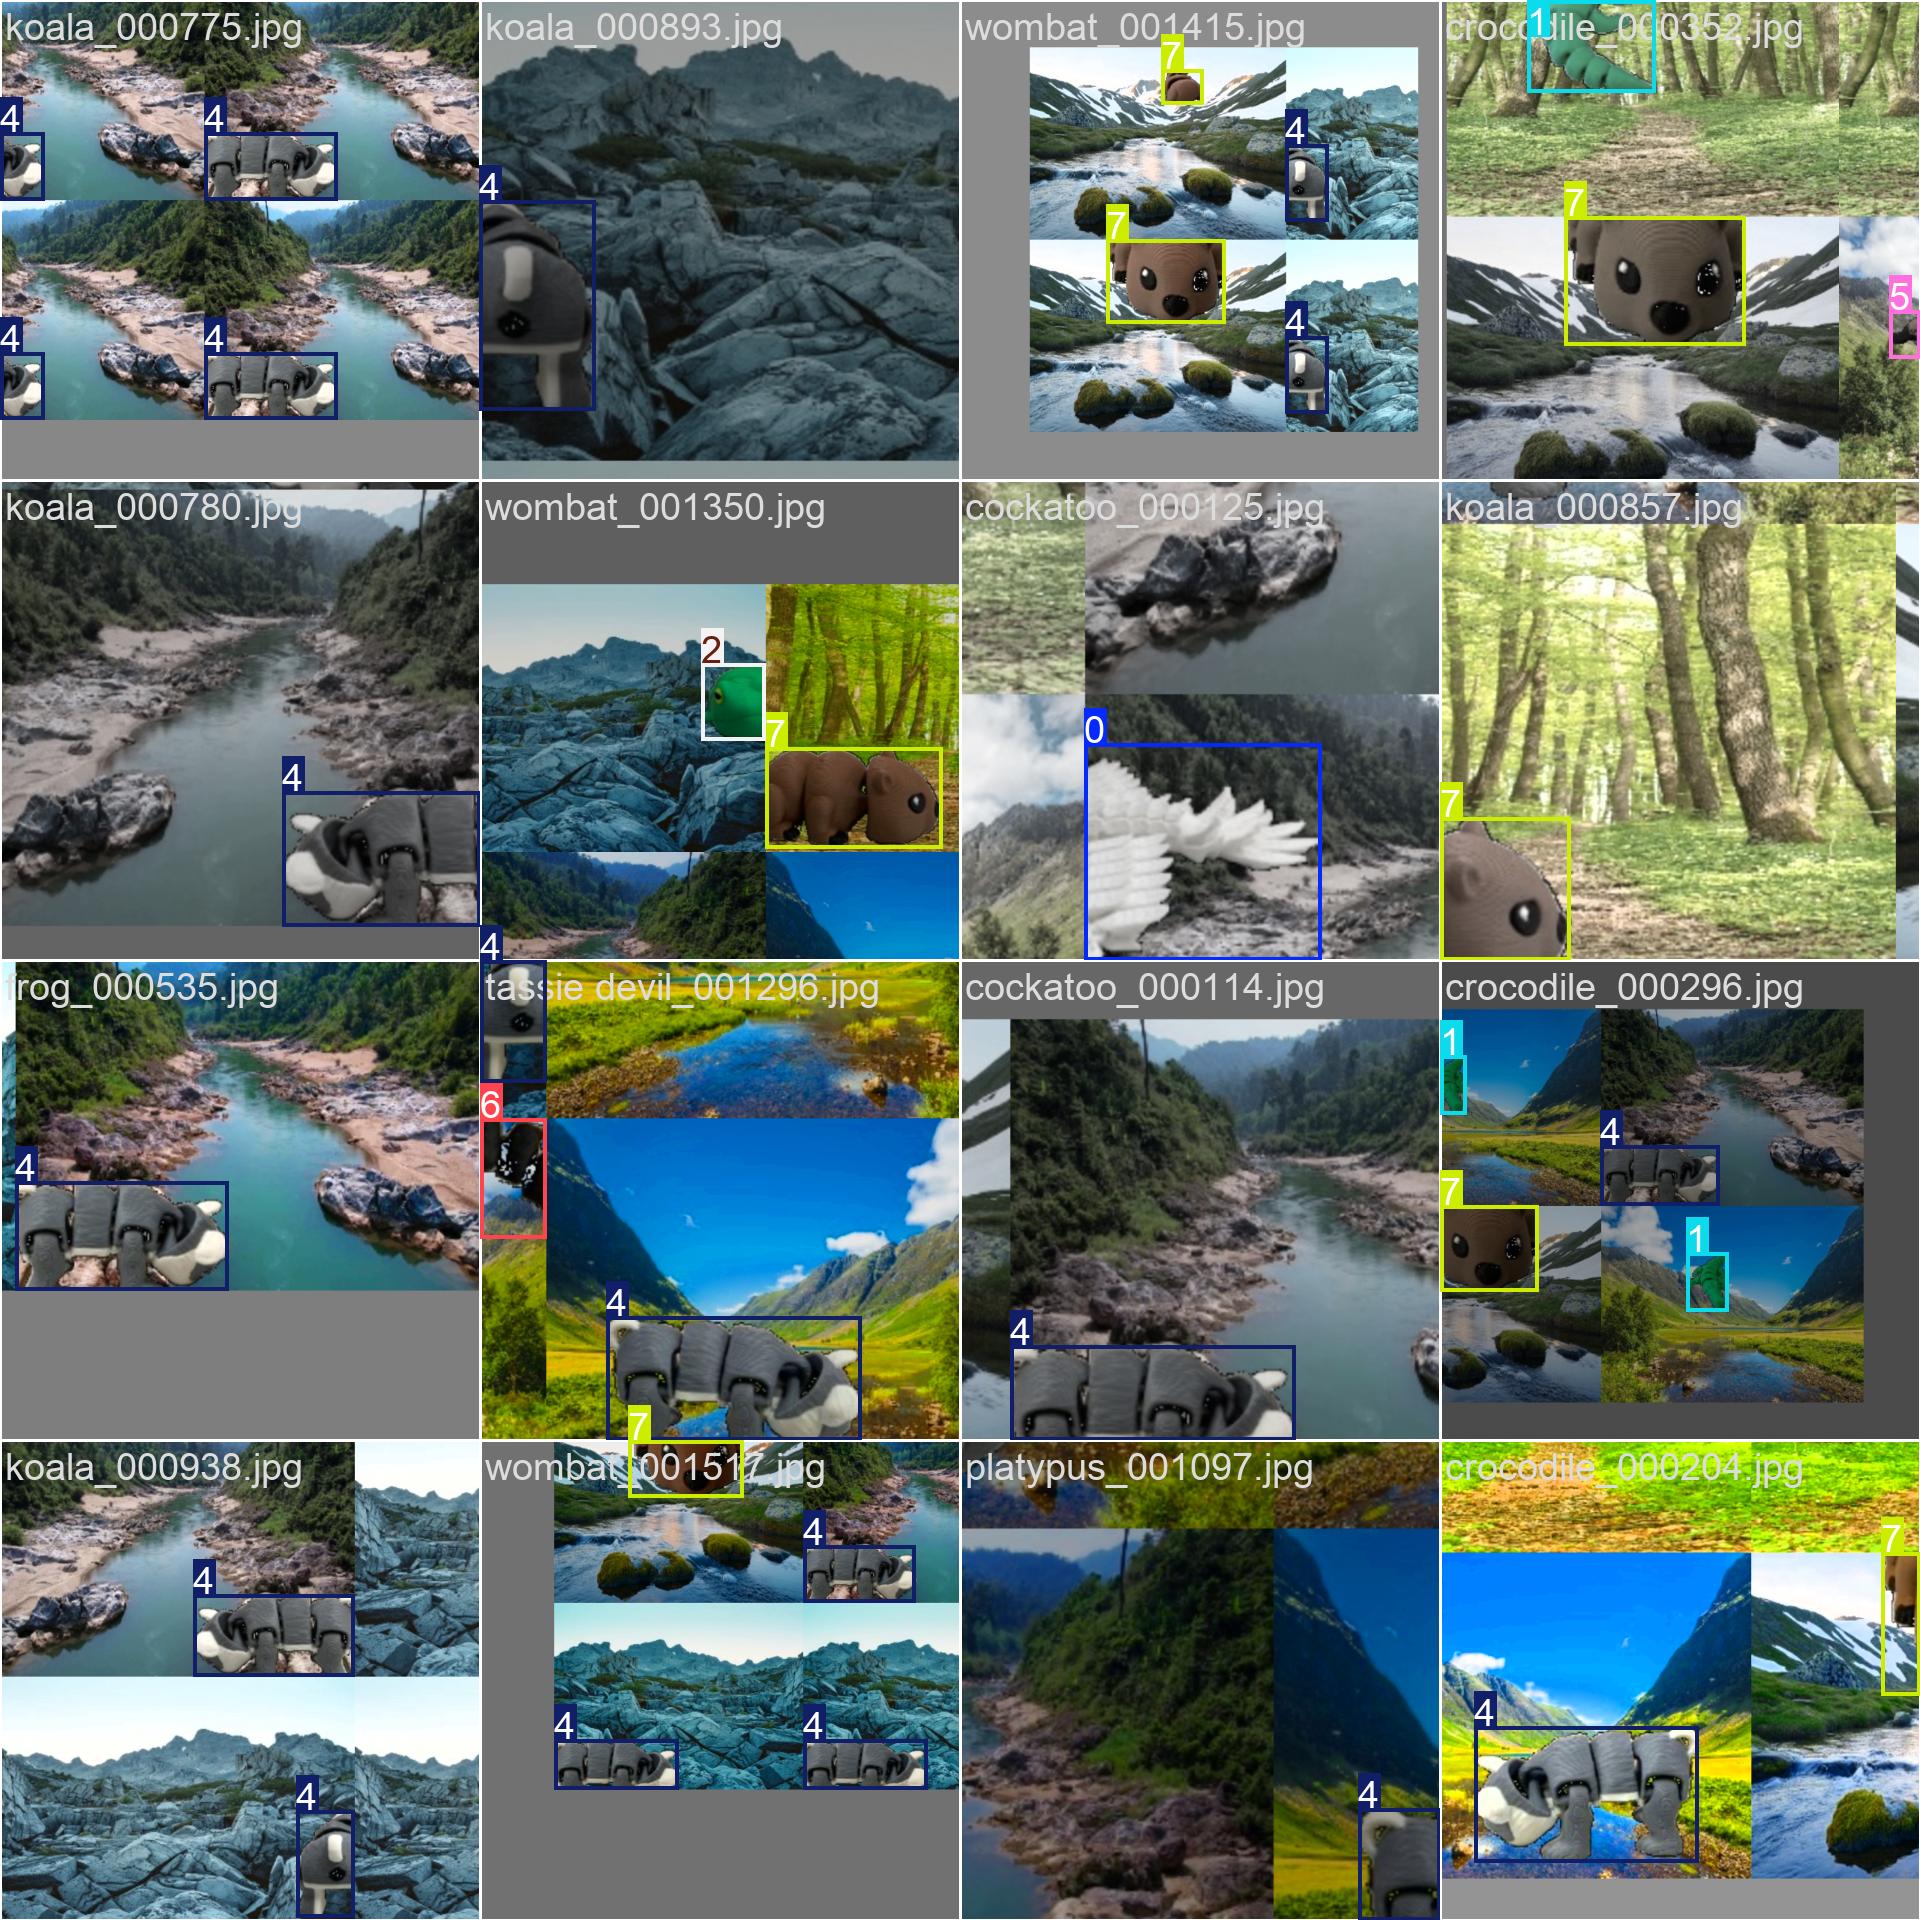 koala_000775.jpg
koala_000893.jpg
wombat_001415.jpg
crocodile_000352.jpg
4
4
4
4
4
7
4
7
4
1
7
5
koala_000780.jpg
wombat_001350.jpg
cockatoo_000125.jpg
koala_000857.jpg
4
2
7
0
7
frog_000535.jpg
tassie devil_001296.jpg
cockatoo_000114.jpg
crocodile_000296.jpg
4
4
6
4
4
1
4
7
1
koala_000938.jpg
wombat_001517.jpg
platypus_001097.jpg
crocodile_000204.jpg
4
4
7
4
4
4
4
7
4